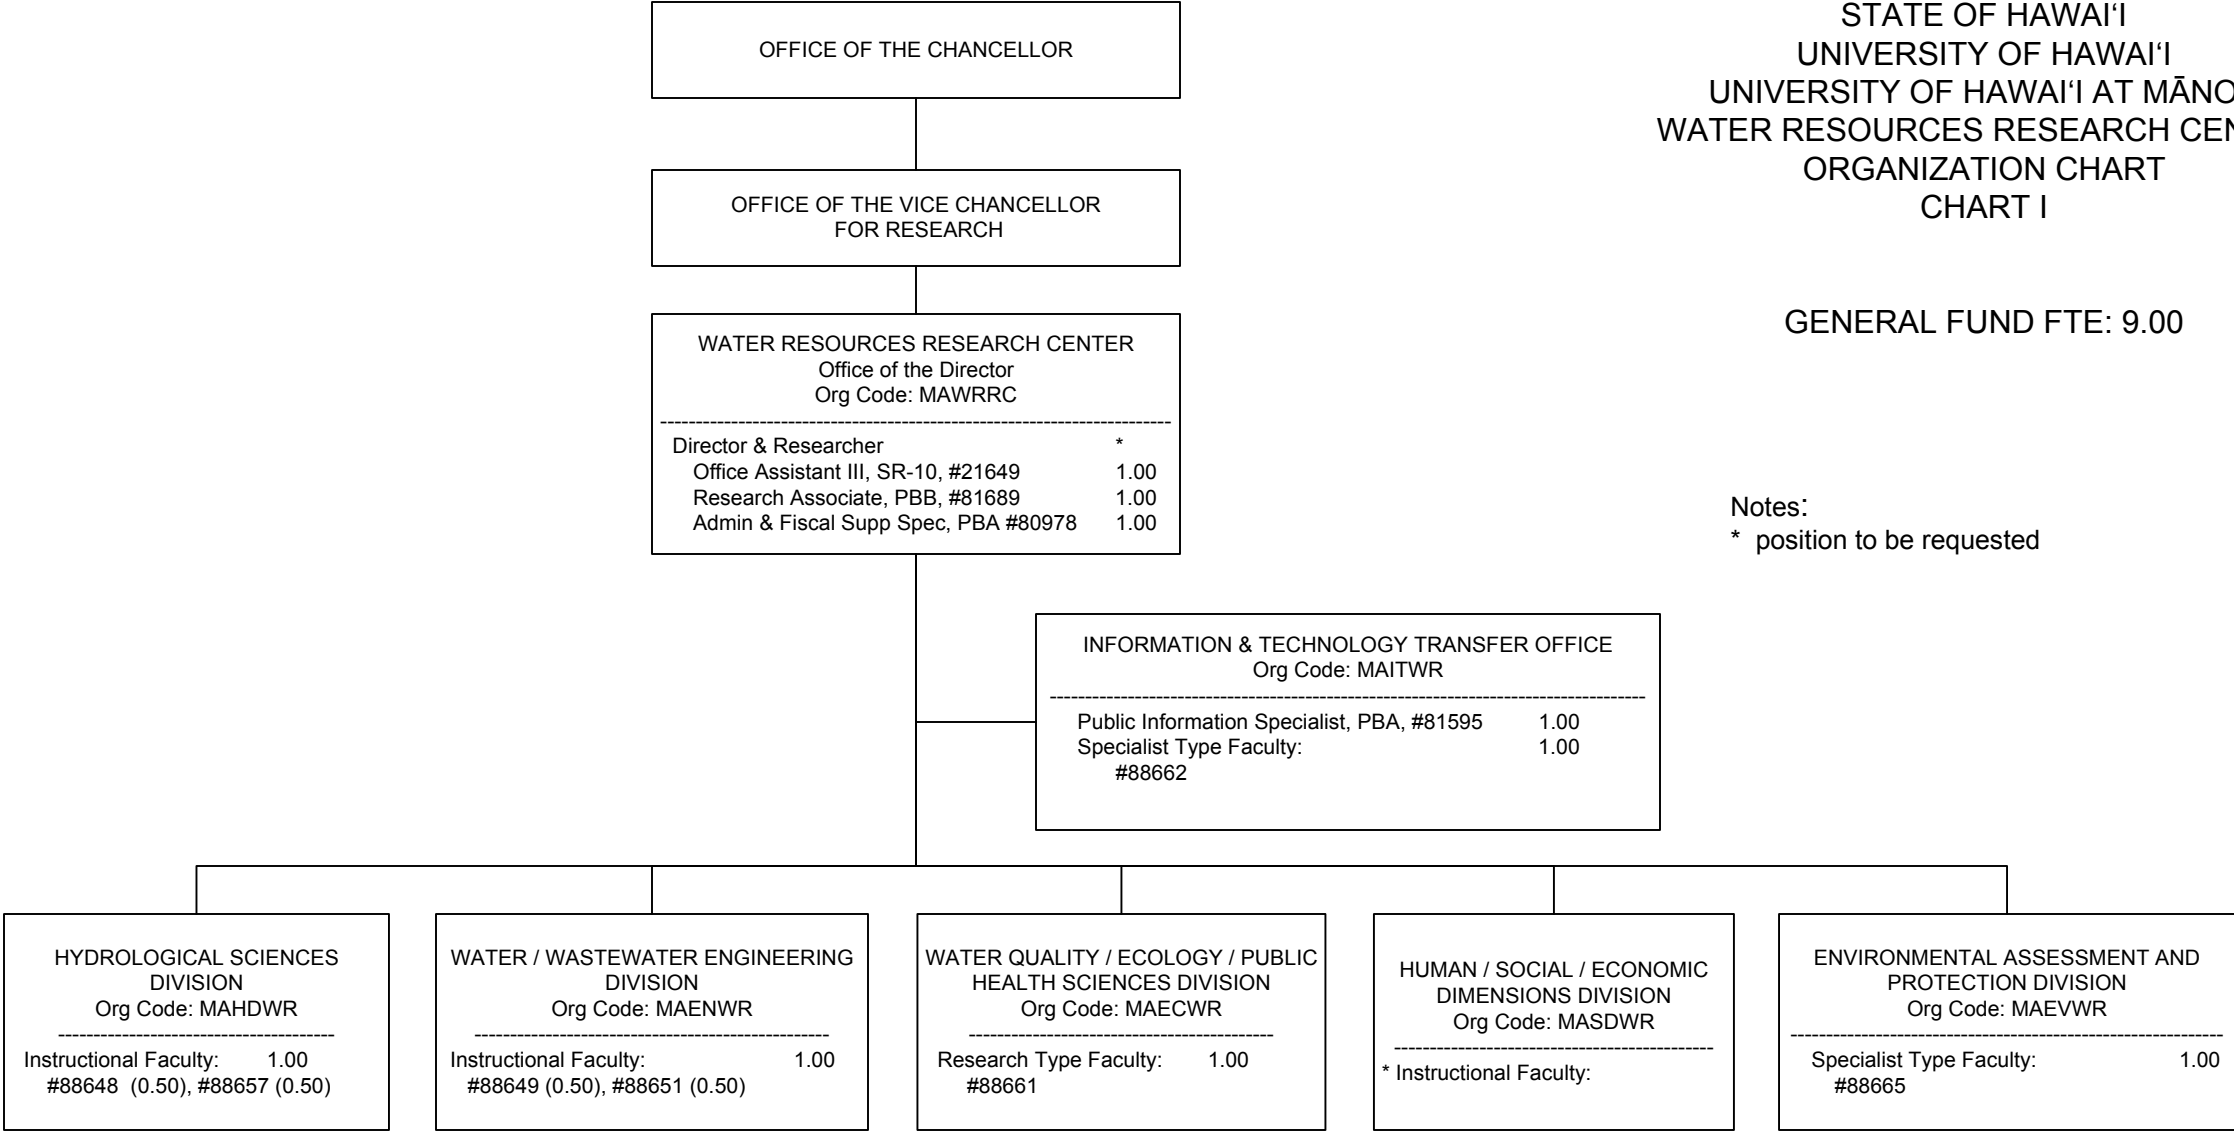 STATE OF HAWAIʻI
UNIVERSITY OF HAWAIʻI
UNIVERSITY OF HAWAIʻI AT
WATER RESOURCES RESEARCH
ORGANIZATION CHART
CHART I
GENERAL FUND FTE: 9.00
Notes:
* position to be requested
OFFICE OF THE CHANCELLOR
OFFICE OF THE VICE CHANCELLOR
FOR RESEARCH
WATER RESOURCES RESEARCH CENTER
Office of the Director
Org Code: MAWRRC
Director & Researcher *
Office Assistant III, SR-10, #21649 1.00
Research Associate, PBB, #81689 1.00
Admin & Fiscal Supp Spec, PBA #80978 1.00
INFORMATION & TECHNOLOGY TRANSFER OFFICE
Org Code: MAITWR
Public Information Specialist, PBA, #81595 1.00
Specialist Type Faculty: 1.00
#88662
HYDROLOGICAL SCIENCES
DIVISION
Org Code: MAHDWR
Instructional Faculty: 1.00
#88648 (0.50), #88657 (0.50)
WATER / WASTEWATER ENGINEERING
DIVISION
Org Code: MAENWR
Instructional Faculty: 1.00
#88649 (0.50), #88651 (0.50)
WATER QUALITY / ECOLOGY / PUBLIC
HEALTH SCIENCES DIVISION
Org Code: MAECWR
Research Type Faculty: 1.00
#88661
HUMAN / SOCIAL / ECONOMIC
DIMENSIONS DIVISION
Org Code: MASDWR
* Instructional Faculty:
ENVIRONMENTAL ASSESSMENT AND
PROTECTION DIVISION
Org Code: MAEVWR
Specialist Type Faculty: 1.00
#88665